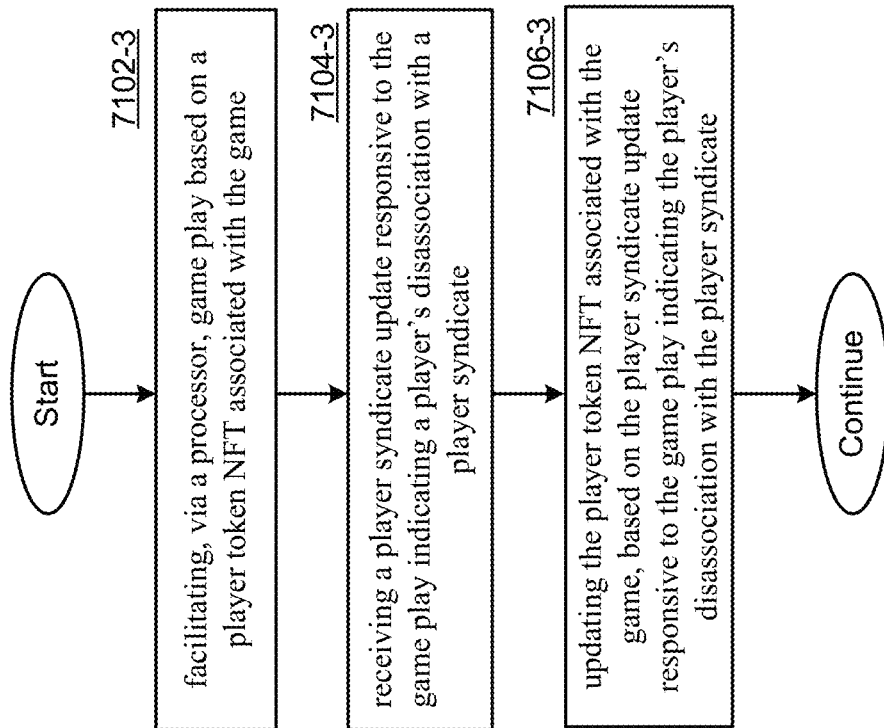 Start
7102-3
facilitating, via a processor, game play based on a
player token NFT associated with the game
7104-3
receiving a player syndicate update responsive to the
game play indicating a player's disassociation with a
player syndicate
7106-3
updating the player token NFT associated with the
game, based on the player syndicate update
responsive to the game play indicating the player's
disassociation with the player syndicate
Continue